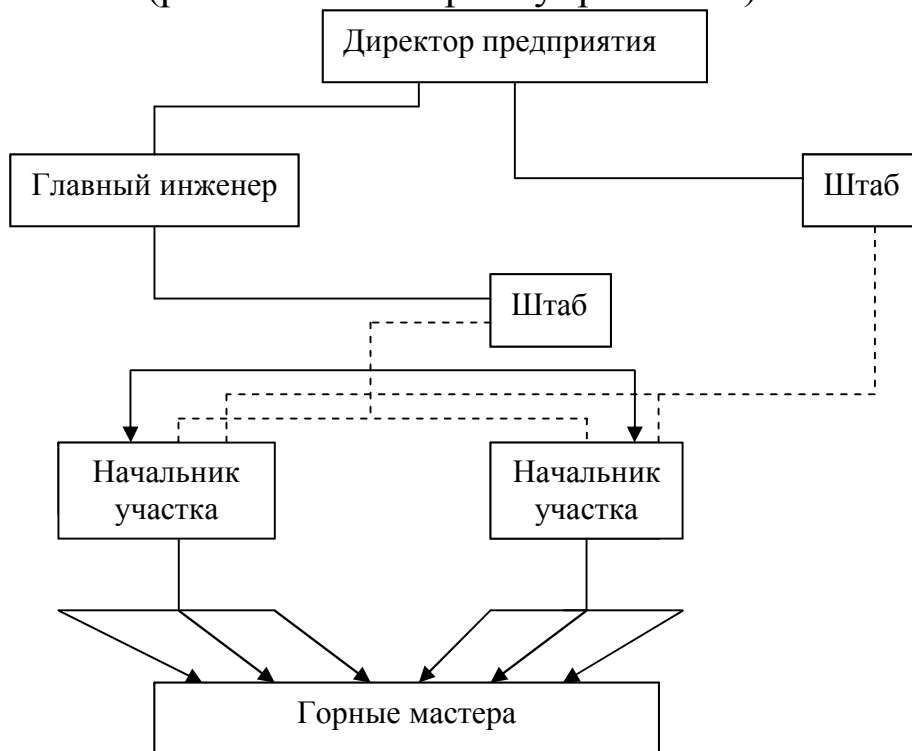 Директор предприятия
Главный инженер
Штаб
Штаб
Начальник
участка
Начальник
участка
Горные мастера